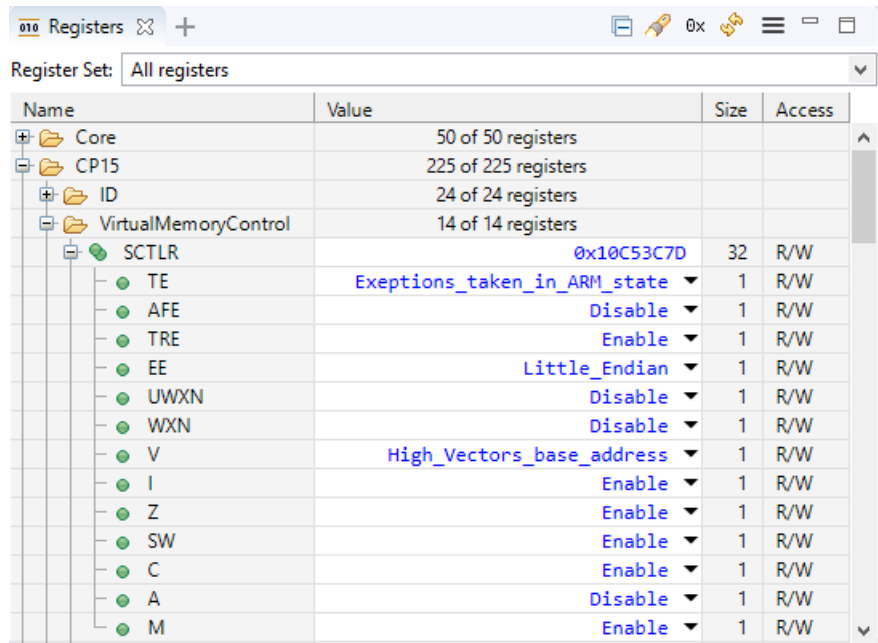 010 Registers
0x
Register Set: All registers
Name Value Size Access
Core 50 of 50 registers
CP15 225 of 225 registers
ID 24 of 24 registers
VirtualMemoryControl 14 of 14 registers
SCTLR 0x10C53C7D 32 R/W
TE Exeptions_taken_in_ARM_state 1 R/W
AFE Disable 1 R/W
TRE Enable 1 R/W
EE Little_Endian 1 R/W
UWXN Disable 1 R/W
WXN Disable 1 R/W
V High_Vectors_base_address 1 R/W
I Enable 1 R/W
Z Enable 1 R/W
SW Enable 1 R/W
C Enable 1 R/W
A Disable 1 R/W
M Enable 1 R/W